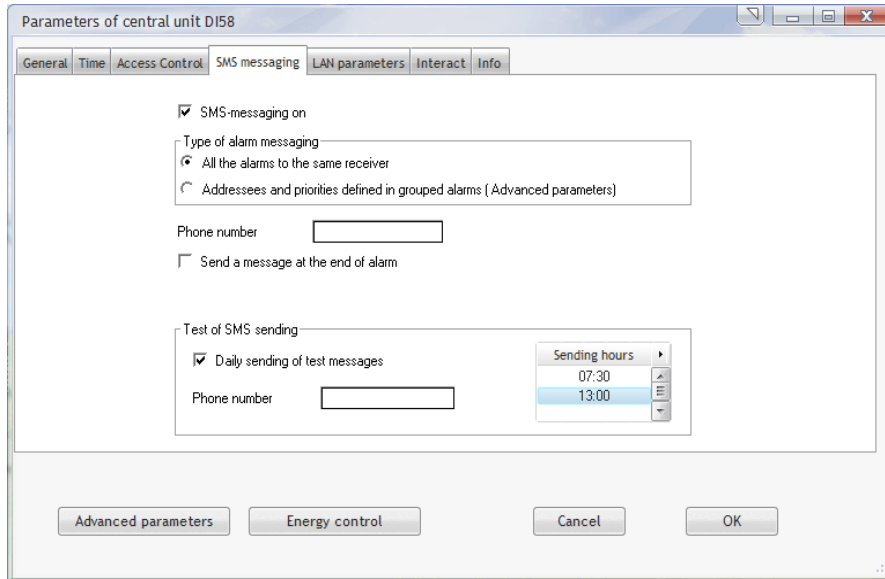 Parameters of central unit DI58
General Time Access Control SMS messaging LAN parameters Interact Info
SMS-messaging on
Type of alarm messaging
All the alarms to the same receiver
Addressees and priorities defined in grouped alarms ( Advanced parameters)
Phone number
Send a message at the end of alarm
Test of SMS sending
Daily sending of test messages
Phone number
Sending hours
07:30
13:00
Advanced parameters Energy control Cancel OK